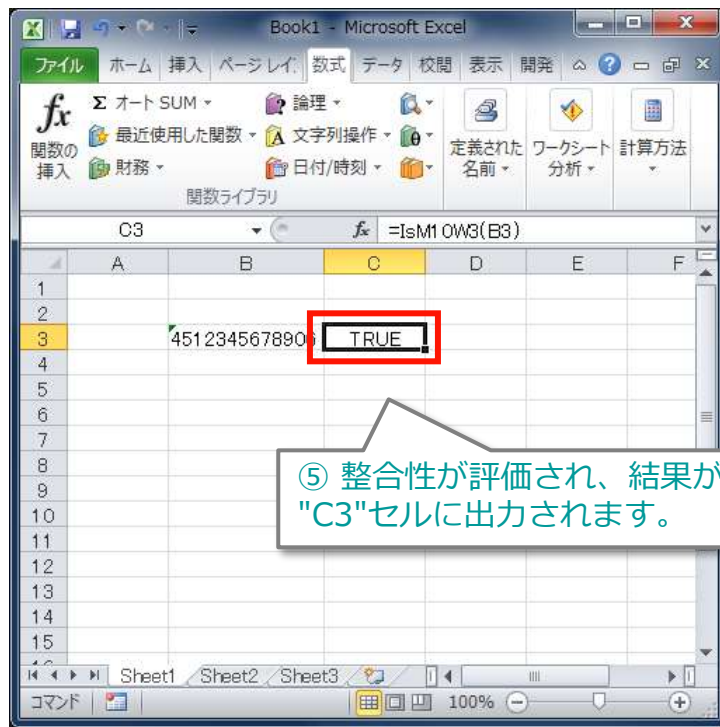 Book1 - Microsoft Excel
ファイル ホーム 挿入 ページ レイ 数式 データ 校閲 表示 開発
fx Σ オート SUM 論理
関数の 挿入 最近使用した関数 文字列操作 定義された 名前 ワークシート 分析 計算方法
財務 日付/時刻
関数ライブラリ
C3 fx =IsM10W3(B3)
A B C D E F
1
2
3 4512345678906 TRUE
4
5
6
7
8
9
10
11
12
13
14
15
⑤ 整合性が評価され、結果が
"C3"セルに出力されます。
Sheet1 Sheet2 Sheet3
コマンド 100%